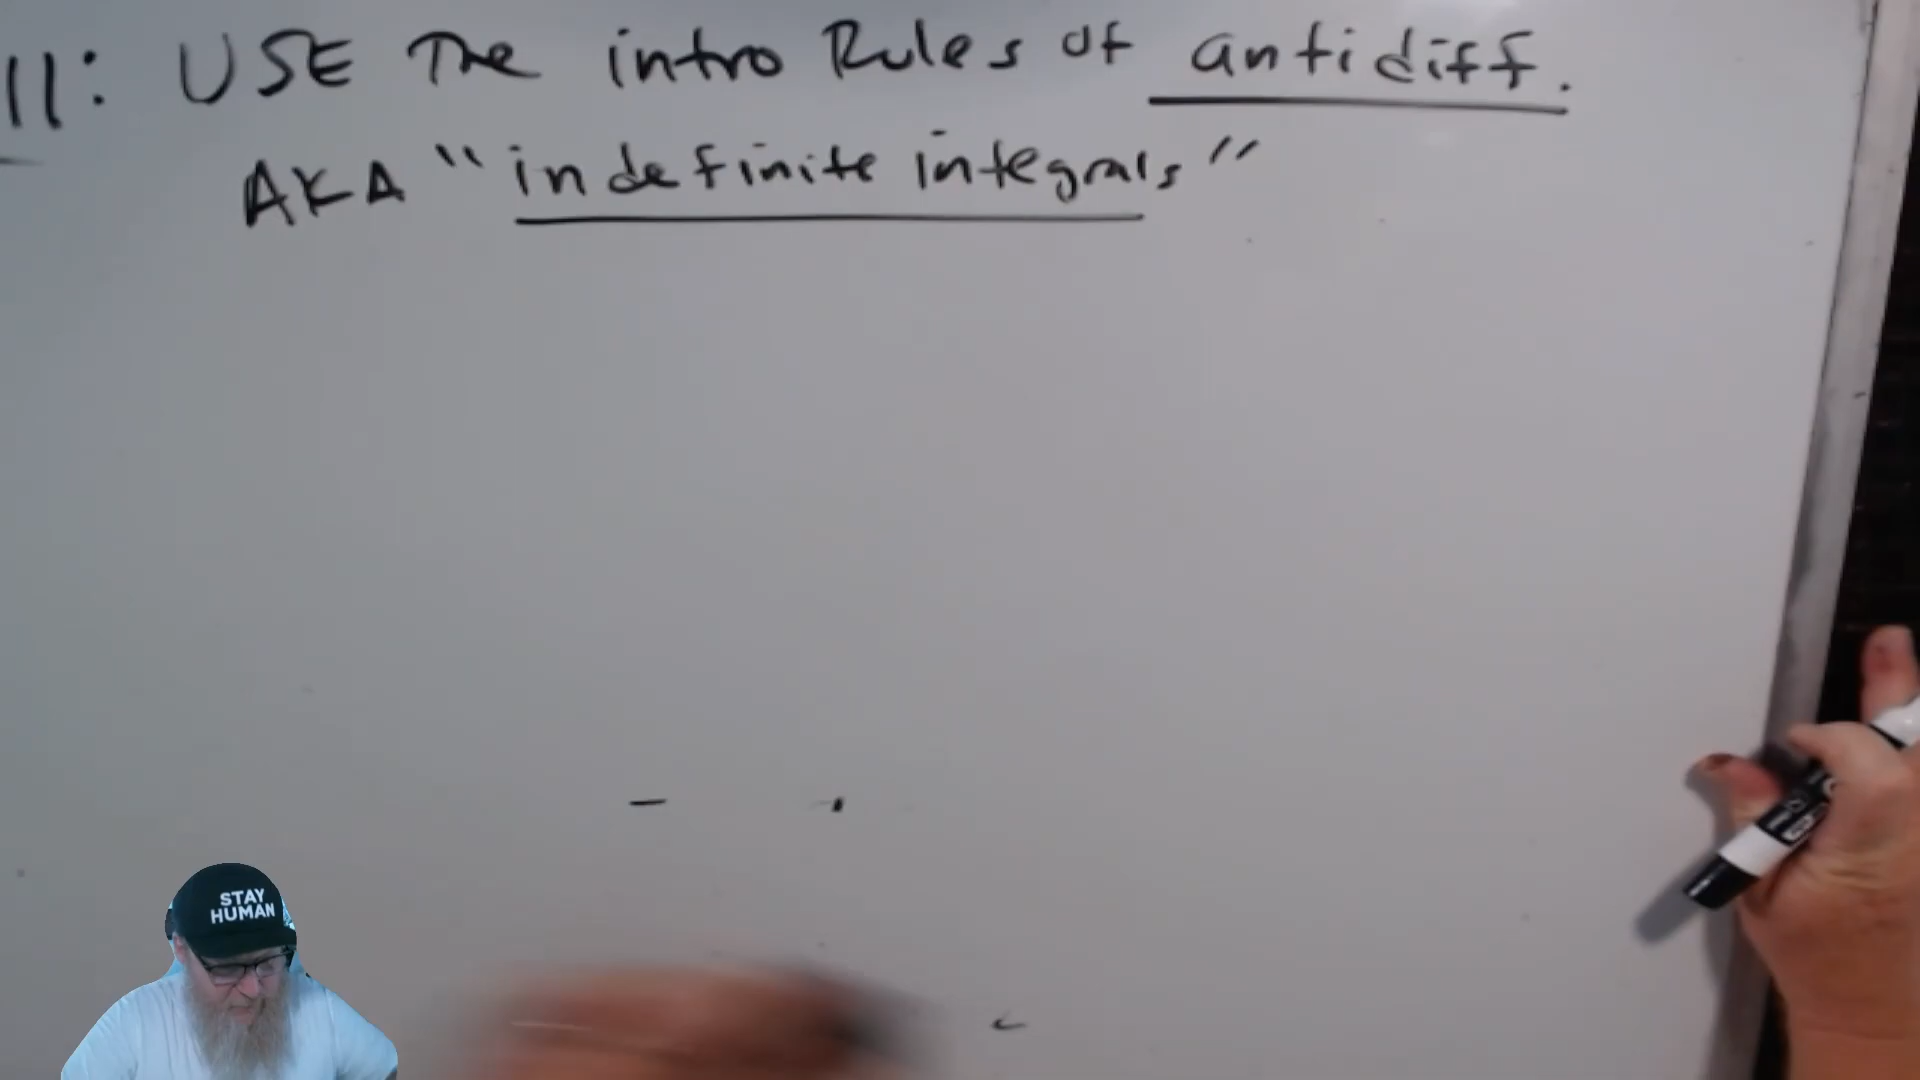 11: USE The intro Rules of antidiff.
AKA "indefinite integrals"
STAY
HUMAN